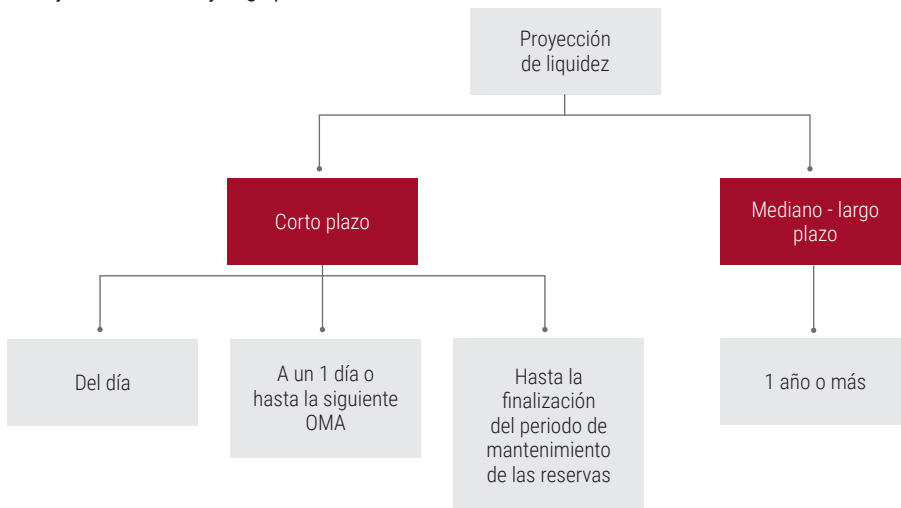 Proyección
de liquidez
Corto plazo
Mediano - largo
plazo
Del día
A un 1 día o
hasta la siguiente
OMA
Hasta la
finalización
del periodo de
mantenimiento
de las reservas
1 año o más